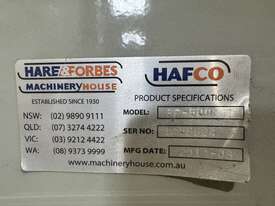 HARE & FORBES
MACHINERYHOUSE
ESTABLISHED SINCE 1930
NSW: (02) 9890 9111
QLD: (07) 3274 4222
VIC: (03) 9212 4422
WA: (08) 9373 9999
HAFCO
PRODUCT SPECIFICATIONS
MODEL:
SER NO:
MFG DATE:
www.machineryhouse.com.au